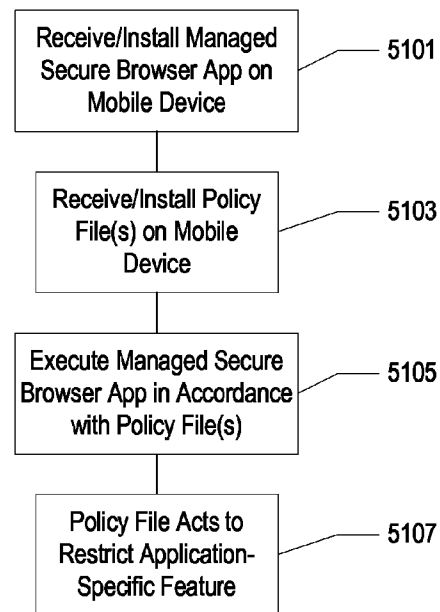 Receive/Install Managed
Secure Browser App on
Mobile Device
5101
Receive/Install Policy
File(s) on Mobile
Device
5103
Execute Managed Secure
Browser App in Accordance
with Policy File(s)
5105
Policy File Acts to
Restrict Application-
Specific Feature
5107